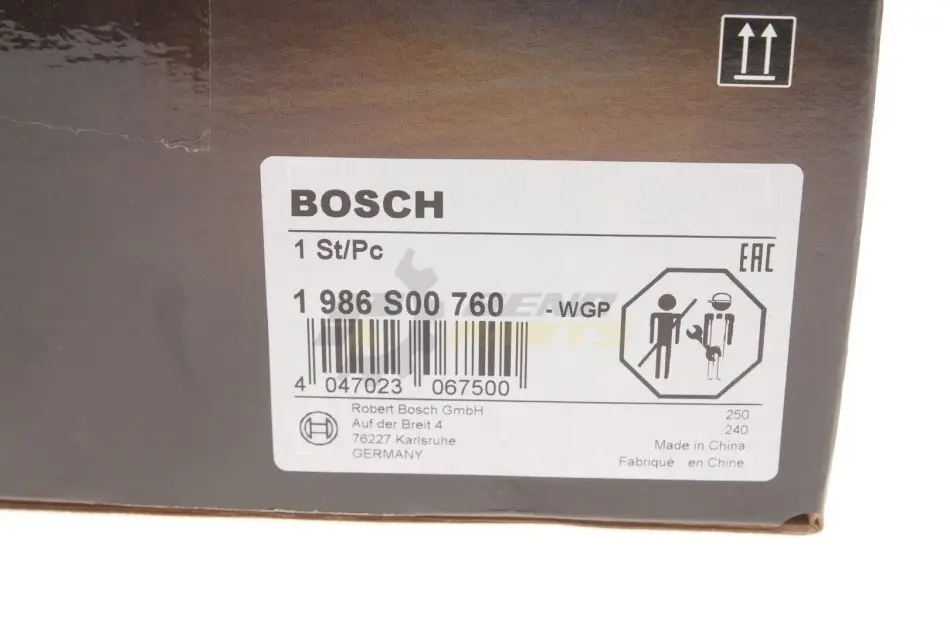 BOSCH
1 St/Pc
EAC
1 986 S00 760 - WGP
4 047023 067500
Robert Bosch GmbH
Auf der Breit 4
76227 Karlsruhe
GERMANY
250
240
Made in China
Fabriqué en Chine